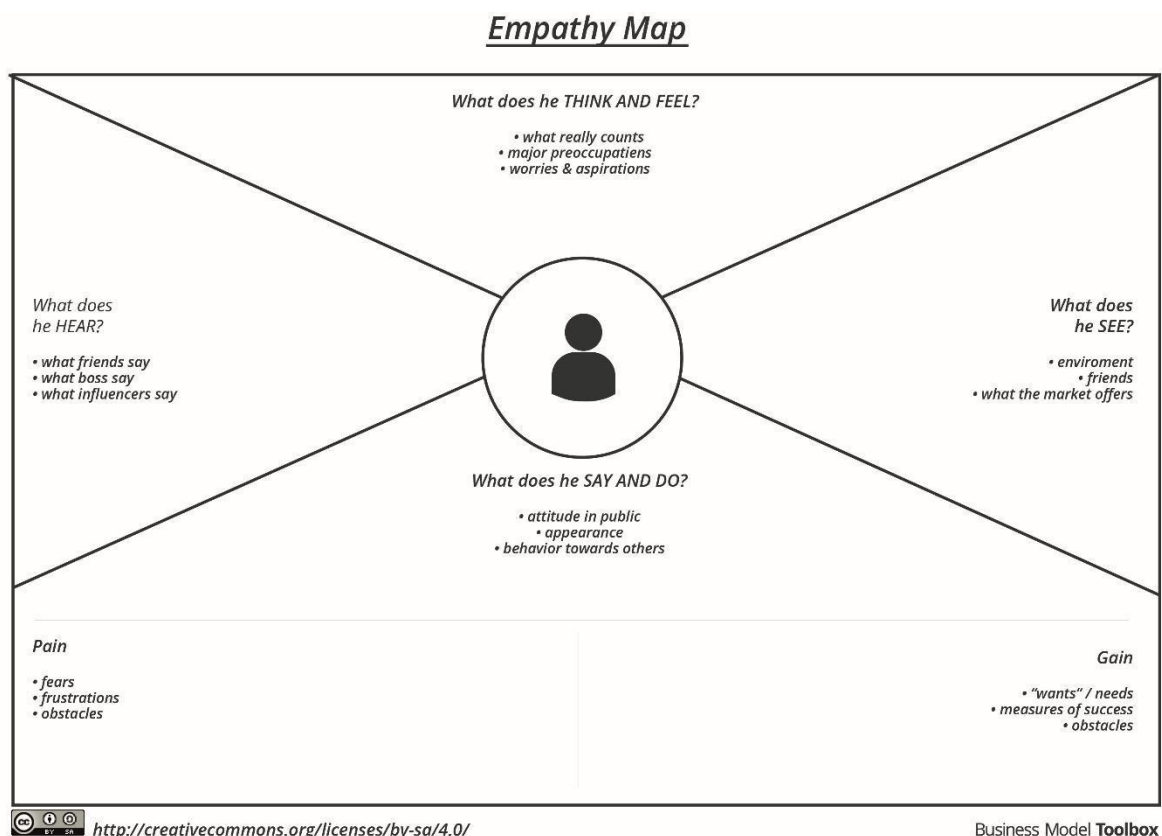 Empathy Map
What does he THINK AND FEEL?
• what really counts
• major preoccupatiens
• worries & aspirations
What does
he HEAR?
• what friends say
• what boss say
• what influencers say
What does
he SEE?
• enviroment
• friends
• what the market offers
What does he SAY AND DO?
• attitude in public
• appearance
• behavior towards others
Pain
• fears
• frustrations
• obstacles
Gain
• “wants” / needs
• measures of success
• obstacles
cc BY SA
http://creativecommons.org/licenses/by-sa/4.0/
Business Model Toolbox